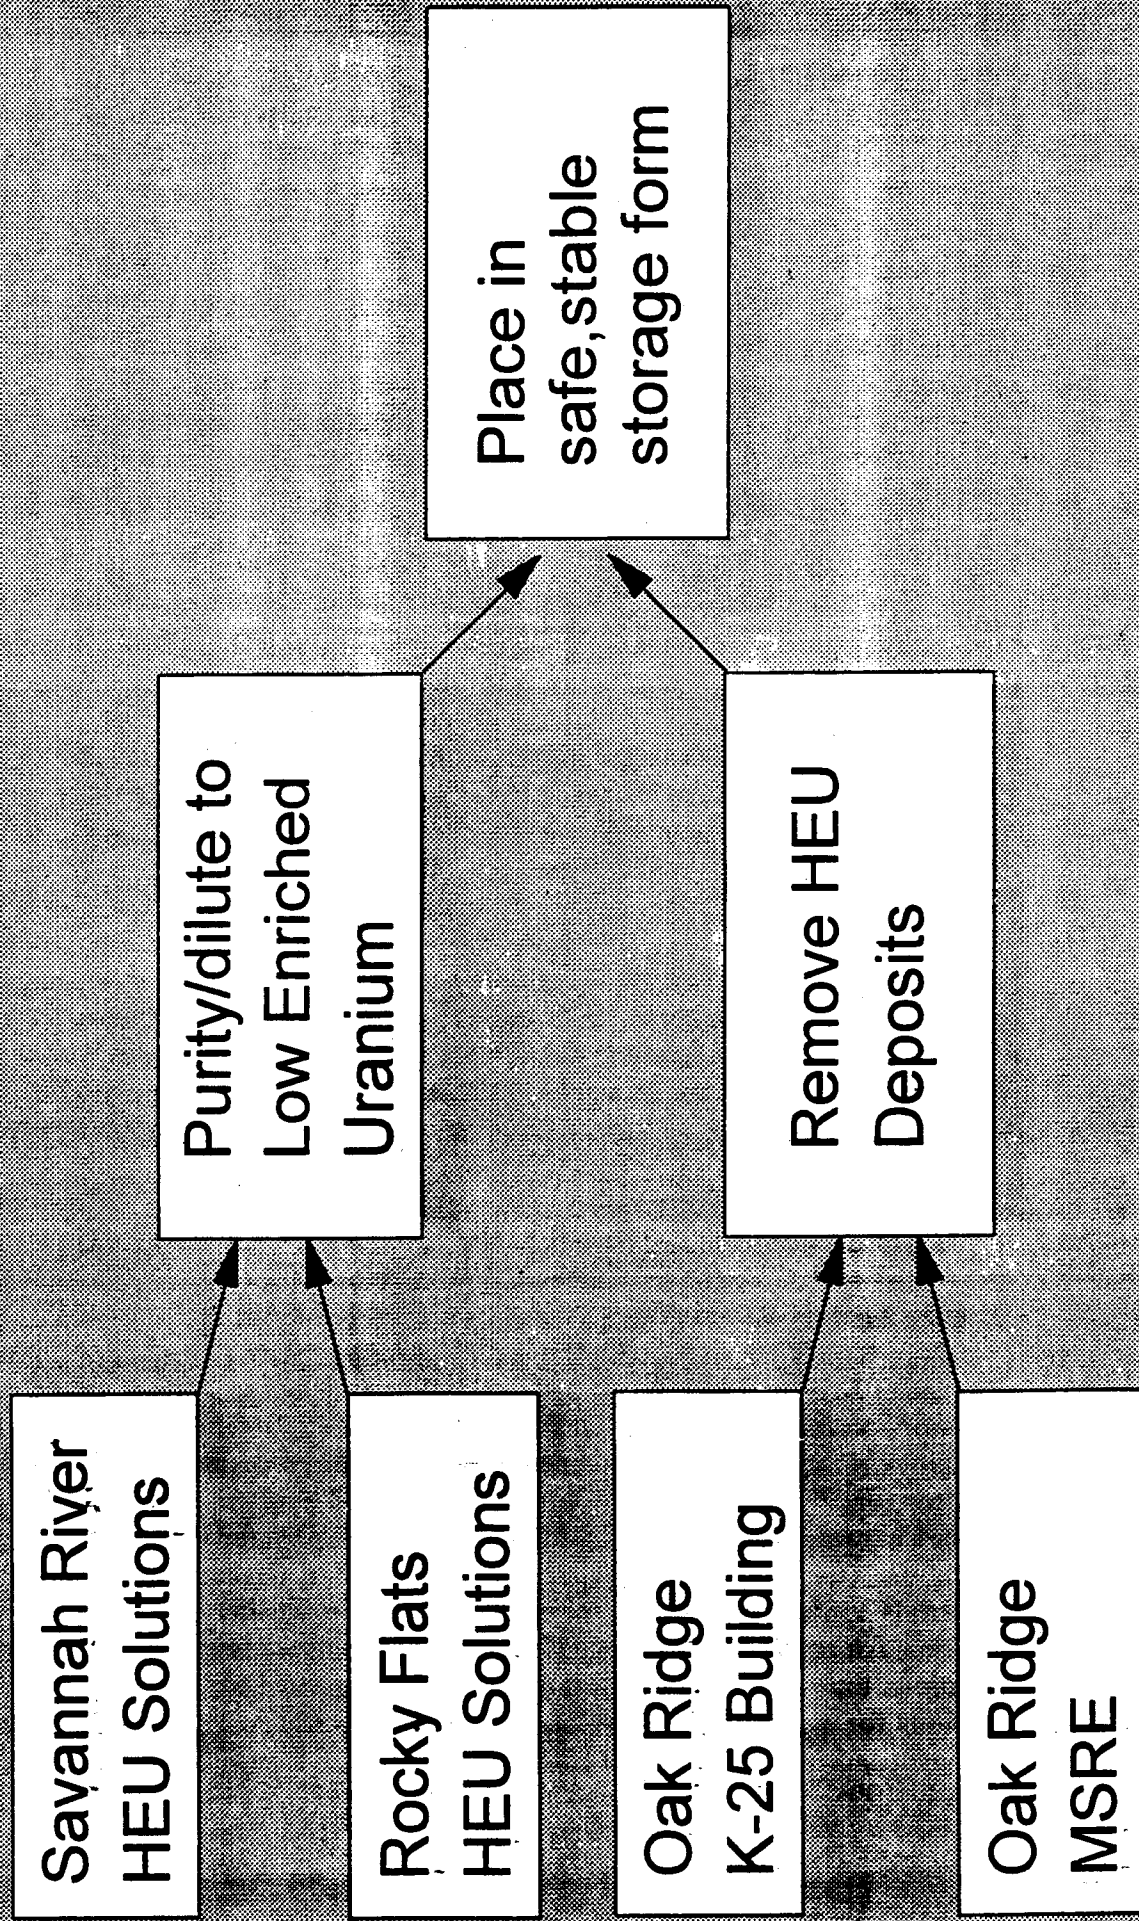 Savannah River
HEU Solutions
Rocky Flats
HEU Solutions
Oak Ridge
K-25 Building
Oak Ridge
MSRE
Purity/dilute to
Low Enriched
Uranium
Remove HEU
Deposits
Place in
safe,stable
storage form